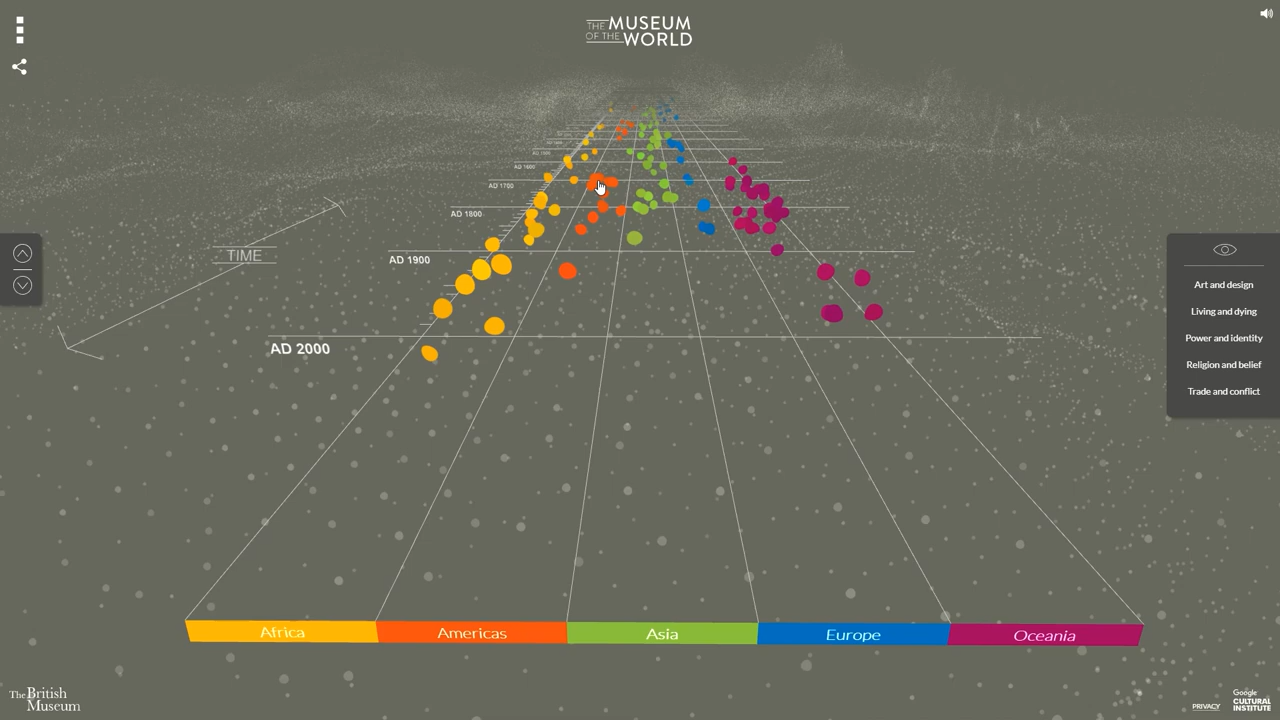 THE MUSEUM
OF THE WORLD
AD 1600
AD 1700
AD 1800
TIME
AD 1900
AD 2000
Art and design
Living and dying
Power and identity
Religion and belief
Trade and conflict
Africa
Americas
Asia
Europe
Oceania
The British
Museum
PRIVACY
Google
CULTURAL
INSTITUTE